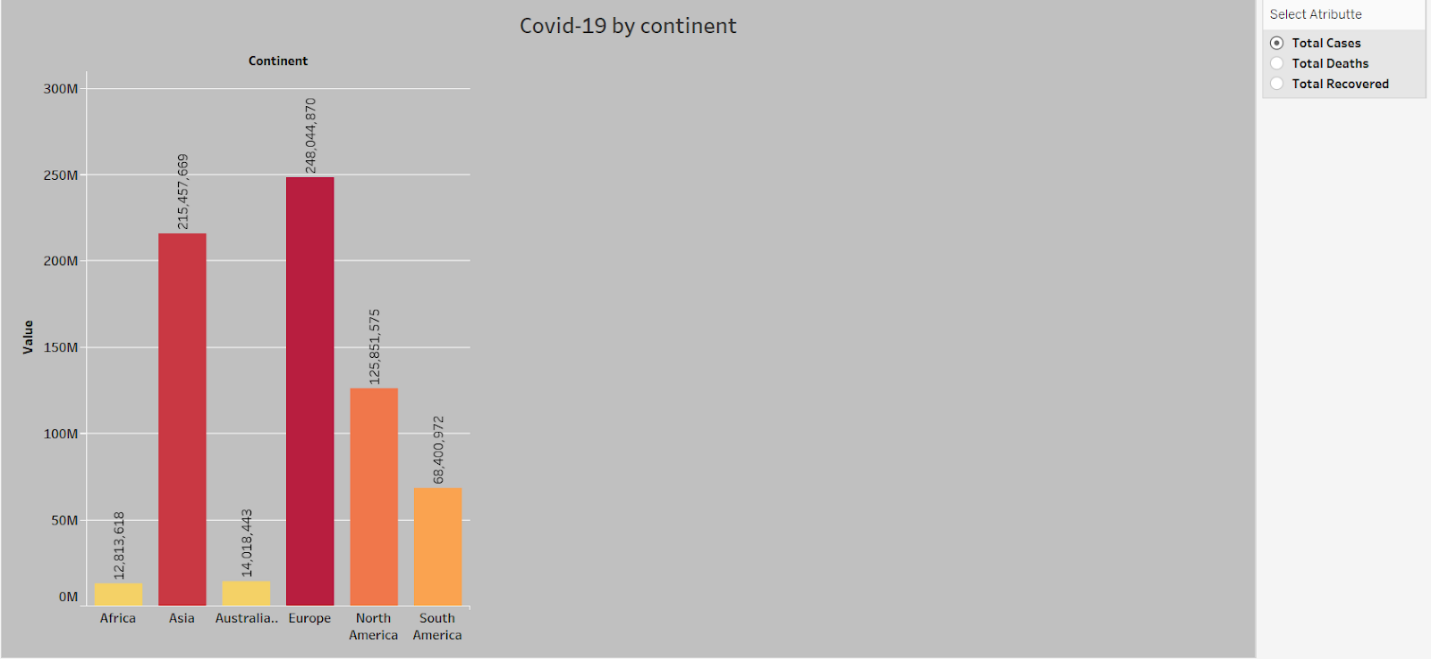 Covid-19 by continent
Select Atributte
Total Cases
Total Deaths
Total Recovered
Continent
Value
300M
250M
200M
150M
100M
50M
0M
12,813,618
215,457,669
14,018,443
248,044,870
125,851,575
68,400,972
Africa
Asia
Australia..
Europe
North
America
South
America